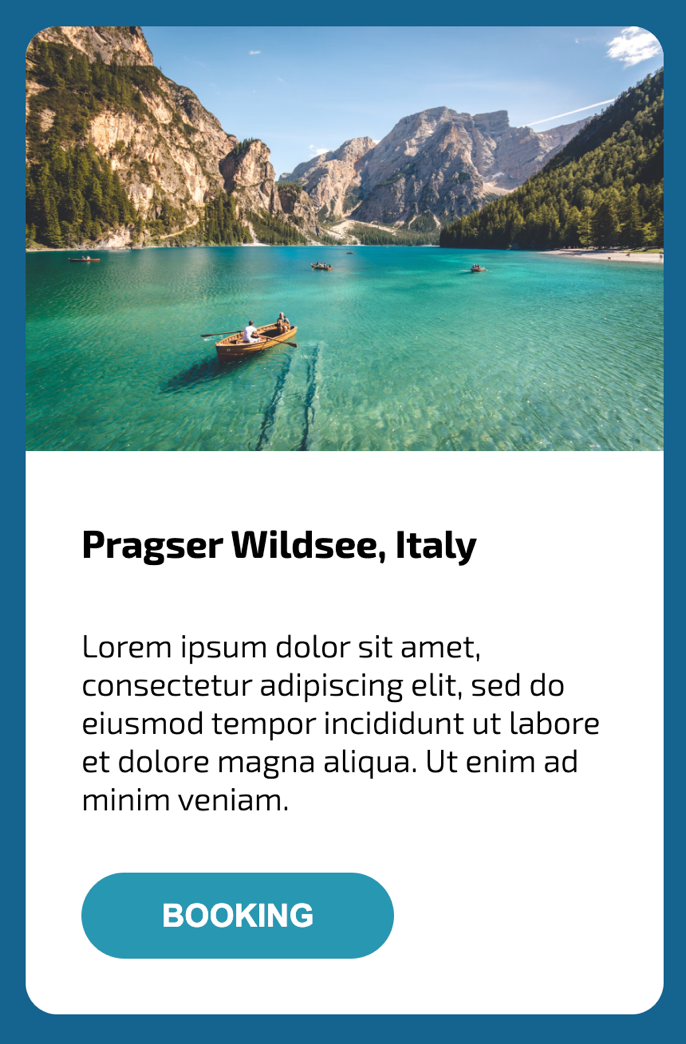 Pragser Wildsee, Italy
Lorem ipsum dolor sit amet,
consectetur adipiscing elit, sed do
eiusmod tempor incididunt ut labore
et dolore magna aliqua. Ut enim ad
minim veniam.
BOOKING